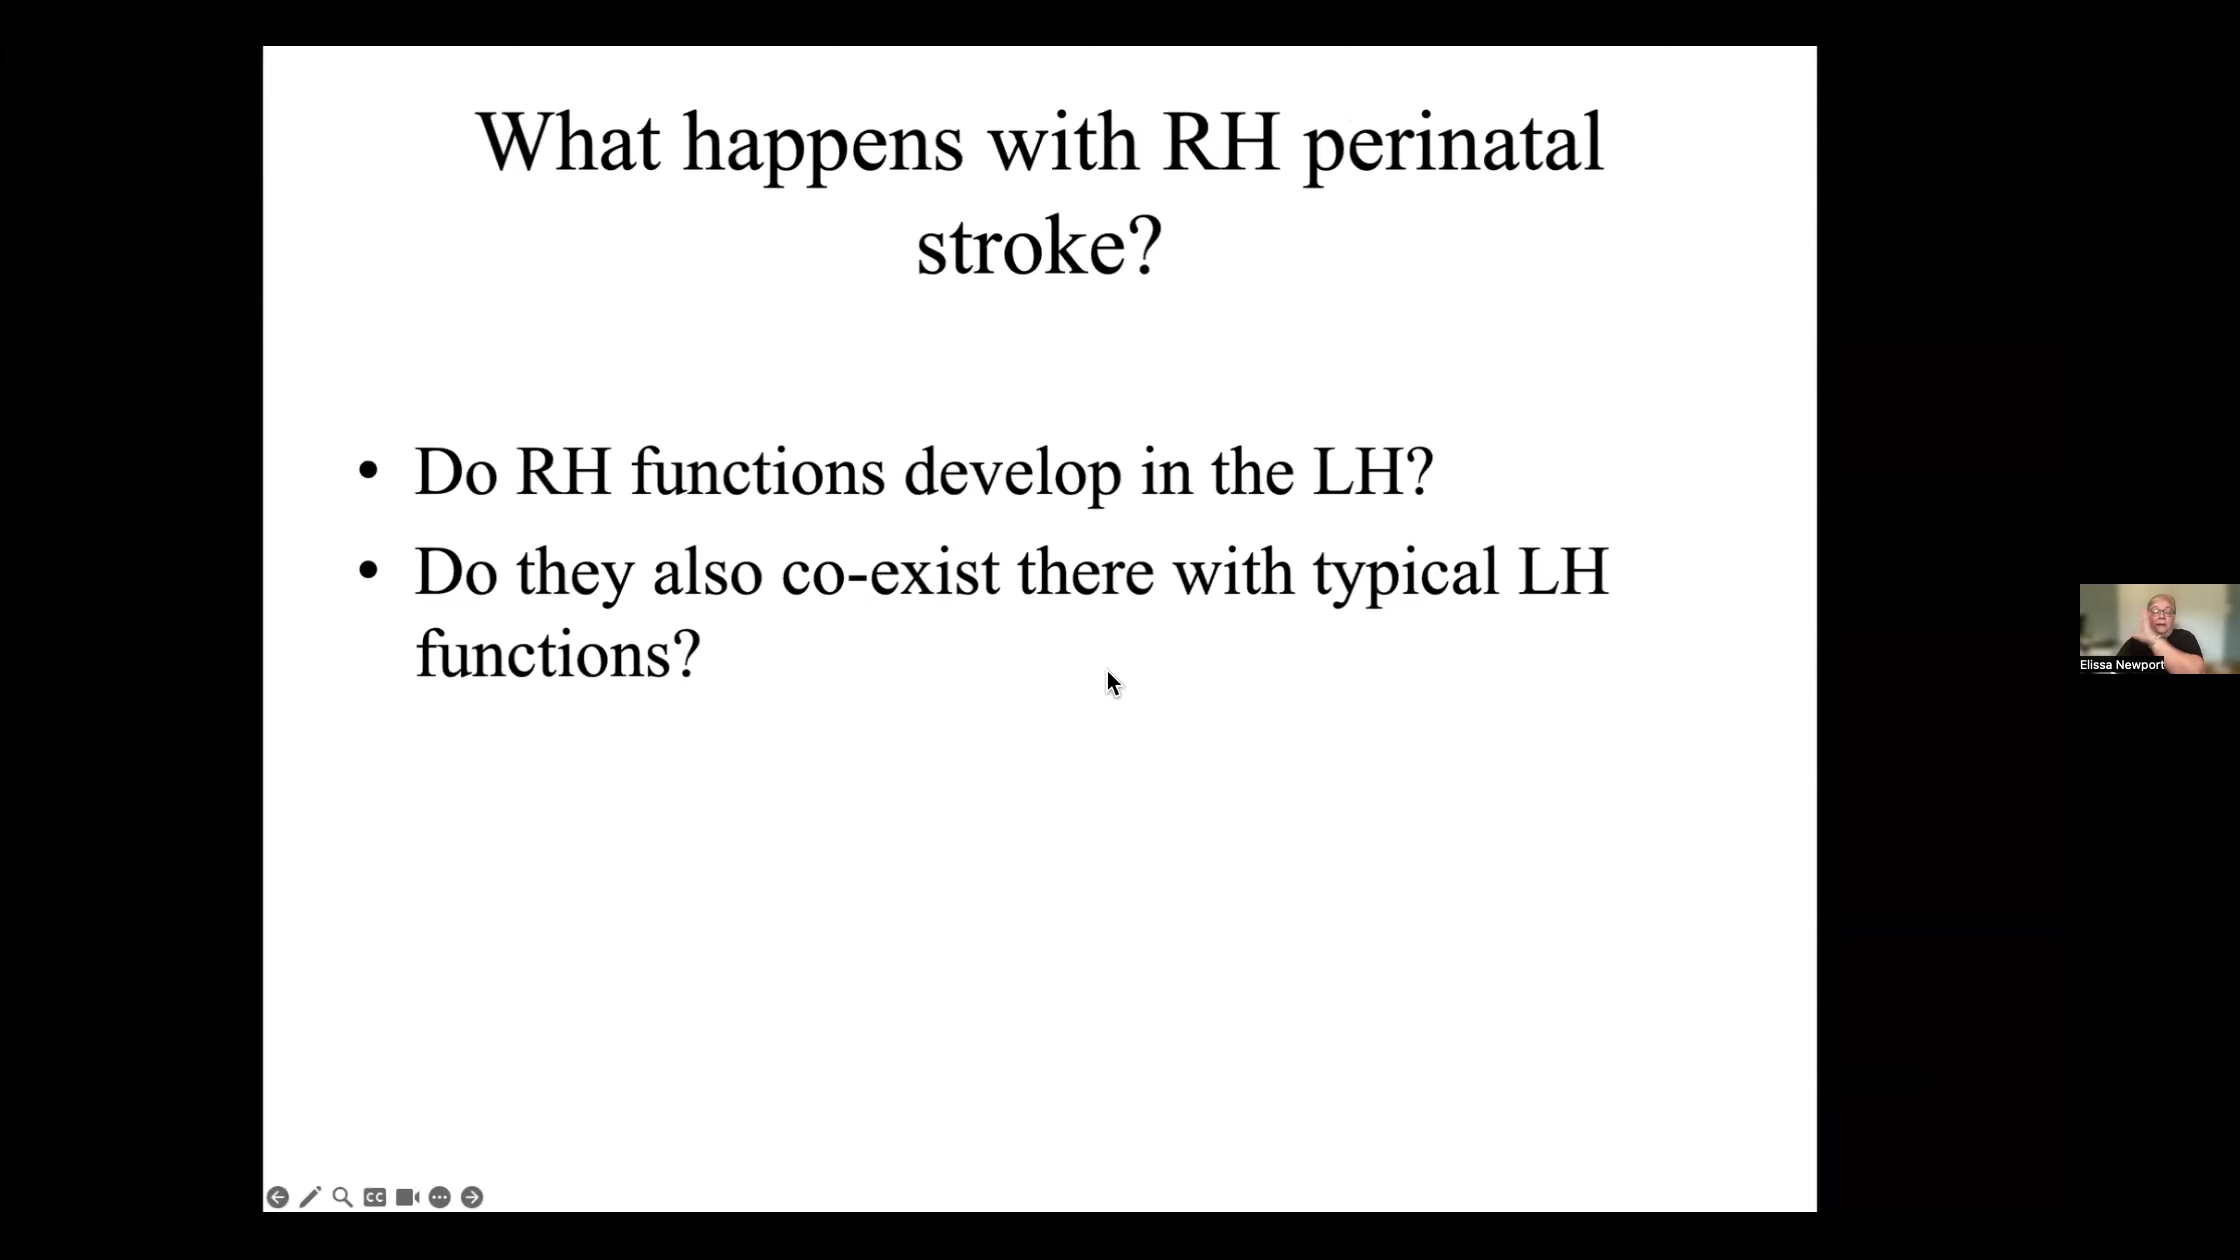 What happens with RH perinatal
stroke?
• Do RH functions develop in the LH?
• Do they also co-exist there with typical LH
functions?
Elissa Newport
CC